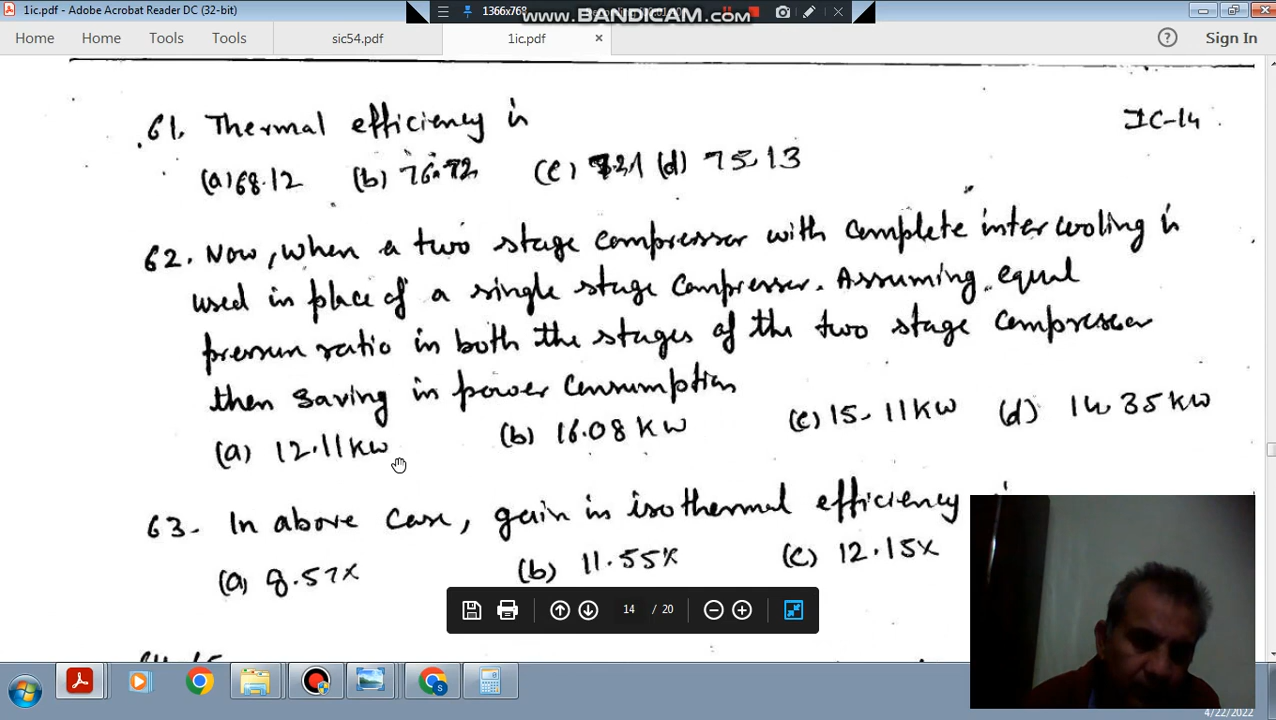 1ic.pdf - Adobe Acrobat Reader DC (32-bit)
1366x768
www.BANDICAM.com
Home Home Tools Tools sic54.pdf 1ic.pdf × ? Sign In
61. Thermal efficiency is
IC-14
(a) 68.12 (b) 76.72 (c) (d) 75.13
62. Now, when a two stage compressor with complete intercooling is
used in place of a single stage compressor. Assuming equal
pressure ratio in both the stages of the two stage compressor
then saving in power consumption
(a) 12.11 KW (b) 16.08 KW (c) 15.11 KW (d) 14.35 KW
63. In above case, gain in isothermal efficiency
(a) 8.57% (b) 11.55% (c) 12.15%
14 / 20
4/22/2022